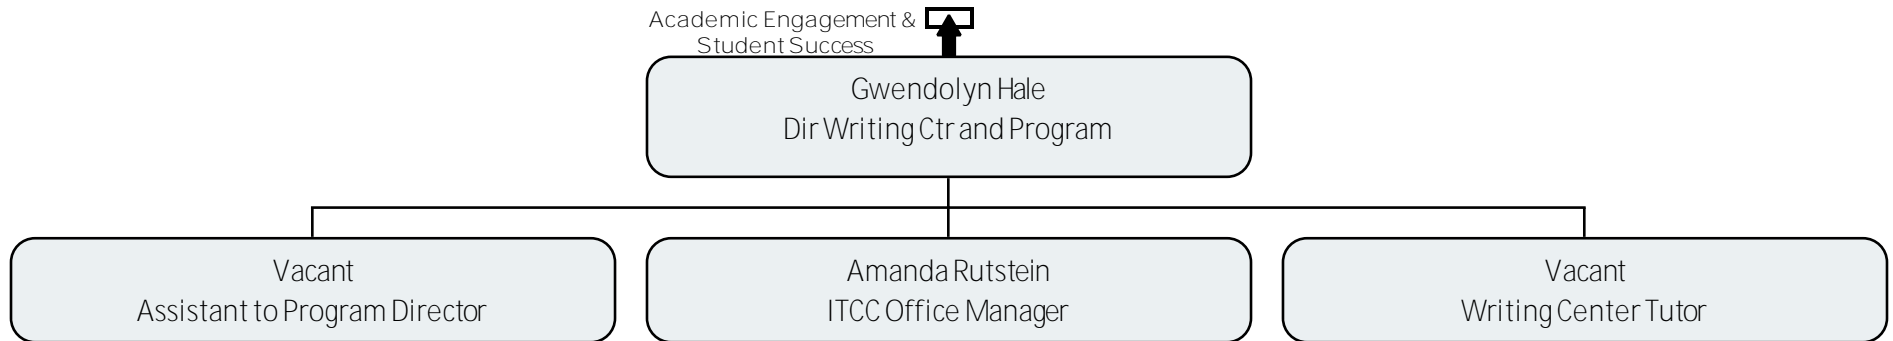 Academic Engagement &
Student Success
Gwendolyn Hale
Dir Writing Ctr and Program
Vacant
Assistant to Program Director
Amanda Rutstein
ITCC Office Manager
Vacant
Writing Center Tutor